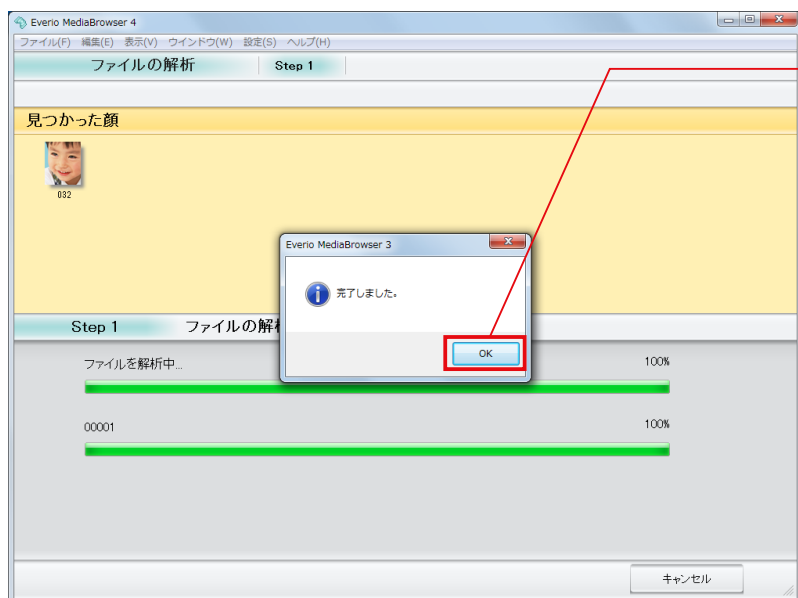 Everio MediaBrowser 4
ファイル(F) 編集(E) 表示(V) ウインドウ(W) 設定(S) ヘルプ(H)
ファイルの解析 Step 1
見つかった顔
032
Everio MediaBrowser 3
完了しました。
OK
Step 1 ファイルの解析
ファイルを解析中... 100%
00001 100%
キャンセル